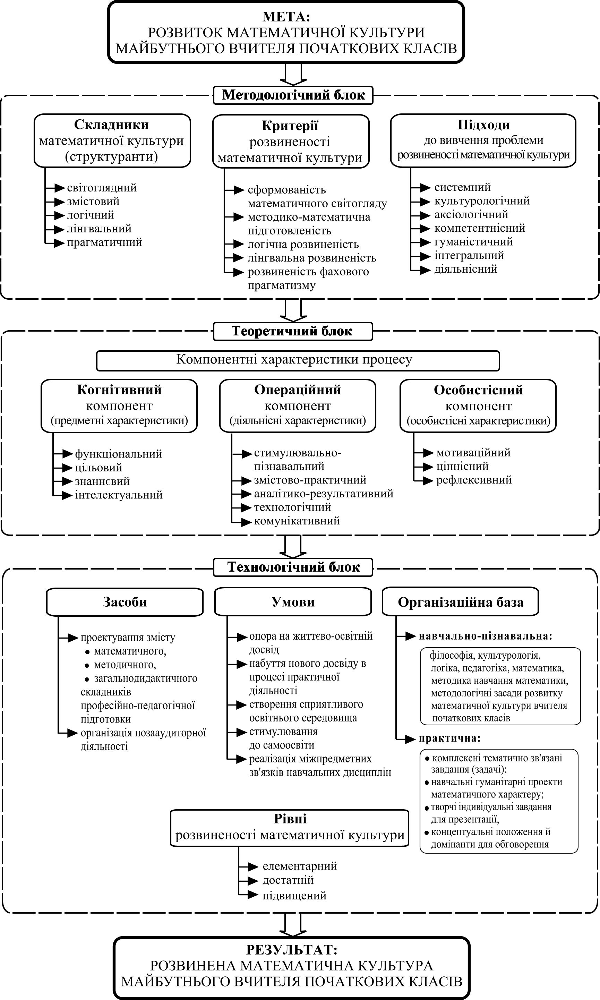 МЕТА:
РОЗВИТОК МАТЕМАТИЧНОЇ КУЛЬТУРИ
МАЙБУТНЬОГО ВЧИТЕЛЯ ПОЧАТКОВИХ КЛАСІВ
Методологічний блок
Складники
математичної культури
(структуранти)
світоглядний
змістовий
логічний
лінгвальний
прагматичний
Критерії
розвиненості
математичної культури
сформованість
математичного світогляду
методико-математична
підготовленість
логічна розвиненість
лінгвальна розвиненість
розвиненість фахового
прагматизму
Підходи
до вивчення проблеми
розвиненості математичної культури
системний
культурологічний
аксіологічний
компетентнісний
гуманістичний
інтегральний
діяльнісний
Теоретичний блок
Компонентні характеристики процесу
Когнітивний
компонент
(предметні характеристики)
функціональний
цільовий
знаннєвий
інтелектуальний
Операційний
компонент
(діяльнісні характеристики)
стимулювально-
пізнавальний
змістово-практичний
аналітико-результативний
технологічний
комунікативний
Особистісний
компонент
(особистісні характеристики)
мотиваційний
ціннісний
рефлексивний
Технологічний блок
Засоби
проектування змісту
• математичного,
• методичного,
• загальнодидактичного
складників
професійно-педагогічної
підготовки
організація позааудиторної
діяльності
Умови
опора на життєво-освітній
досвід
набуття нового досвіду в
процесі практичної
діяльності
створення сприятливого
освітнього середовища
стимулювання
до самоосвіти
реалізація міжпредметних
зв'язків навчальних дисциплін
Організаційна база
навчально-пізнавальна:
філософія, культурологія,
логіка, педагогіка, математика,
методика навчання математики,
методологічні засади розвитку
математичної культури вчителя
початкових класів
практична:
• комплексні тематично зв'язані
завдання (задачі);
• навчальні гуманітарні проекти
математичного характеру;
• творчі індивідуальні завдання
для презентації,
• концептуальні положення й
домінанти для обговорення
Рівні
розвиненості математичної культури
елементарний
достатній
підвищений
РЕЗУЛЬТАТ:
РОЗВИНЕНА МАТЕМАТИЧНА КУЛЬТУРА
МАЙБУТНЬОГО ВЧИТЕЛЯ ПОЧАТКОВИХ КЛАСІВ